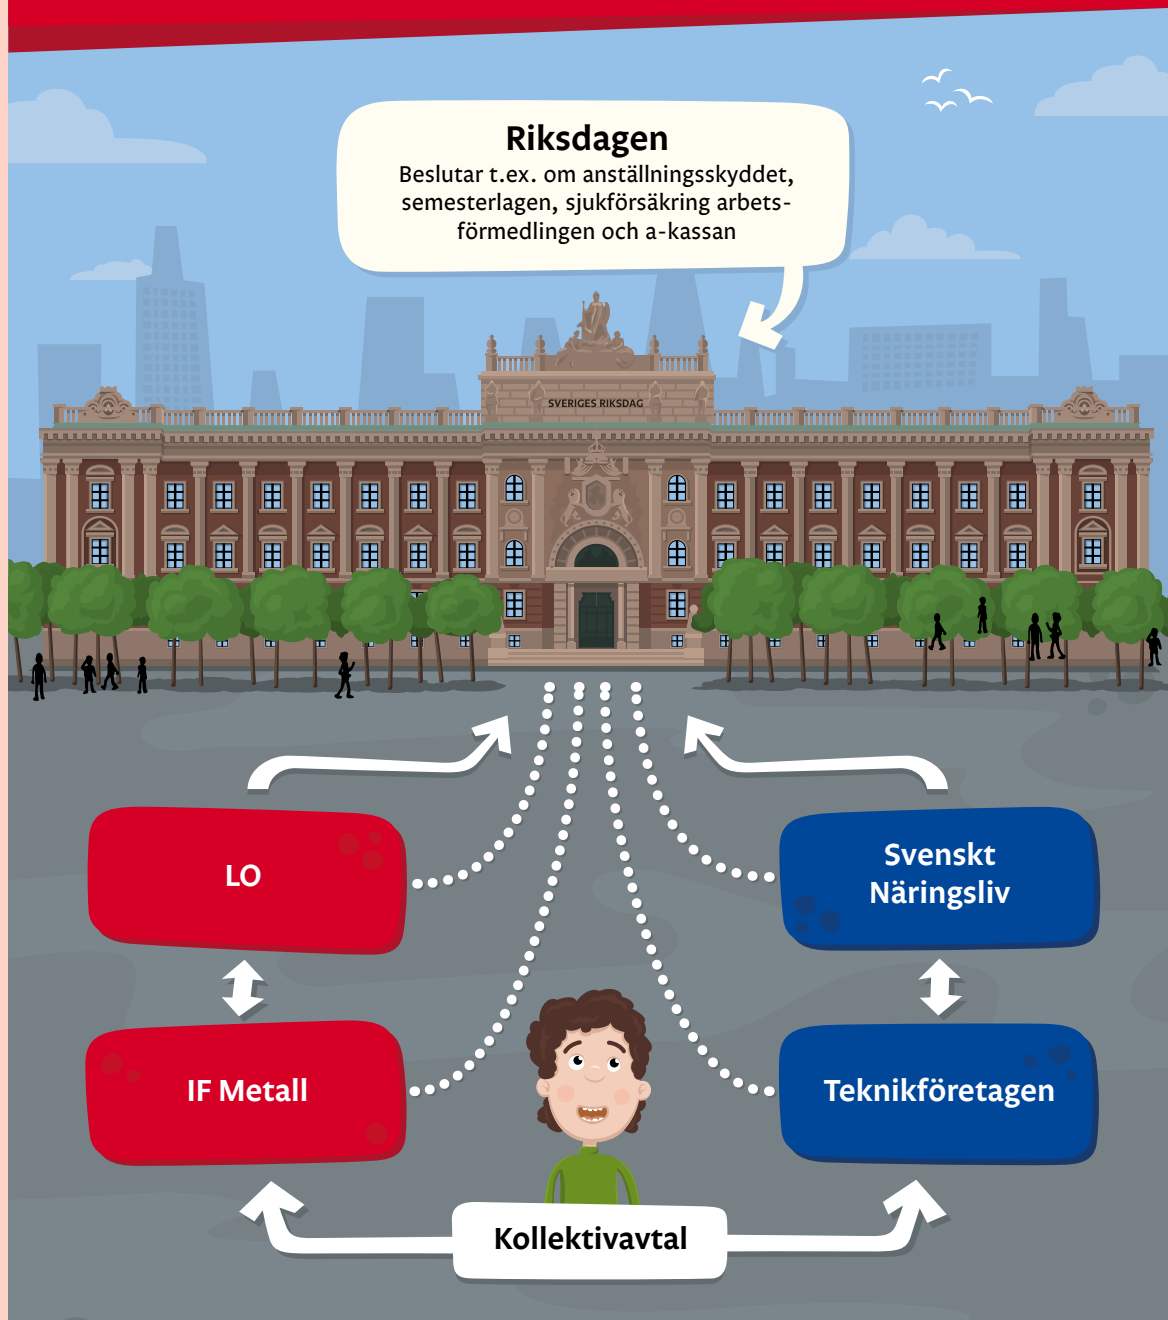 Riksdagen
Beslutar t.ex. om anställningsskyddet,
semesterlagen, sjukförsäkring arbets-
förmedlingen och a-kassan
SVERIGES RIKSDAG
LO
Svenskt
Näringsliv
IF Metall
Teknikföretagen
Kollektivavtal